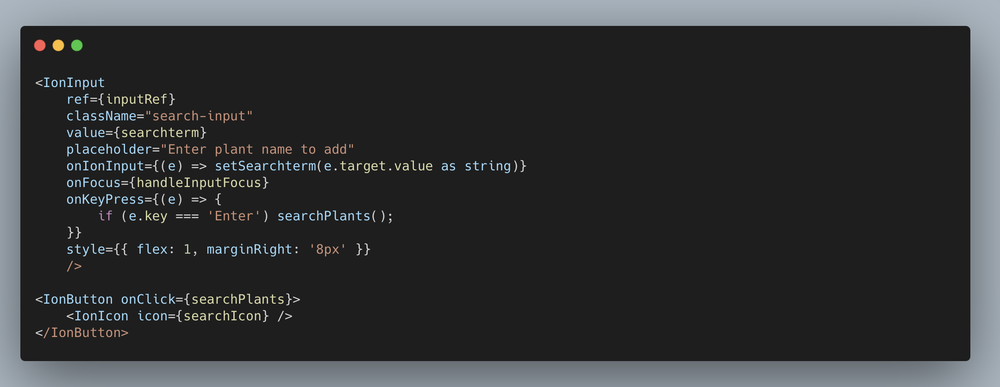 <IonInput
    ref={inputRef}
    className="search-input"
    value={searchterm}
    placeholder="Enter plant name to add"
    onIonInput={(e) => setSearchterm(e.target.value as string)}
    onFocus={handleInputFocus}
    onKeyPress={(e) => {
        if (e.key === 'Enter') searchPlants();
    }}
    style={{ flex: 1, marginRight: '8px' }}
    />

<IonButton onClick={searchPlants}>
    <IonIcon icon={searchIcon} />
</IonButton>